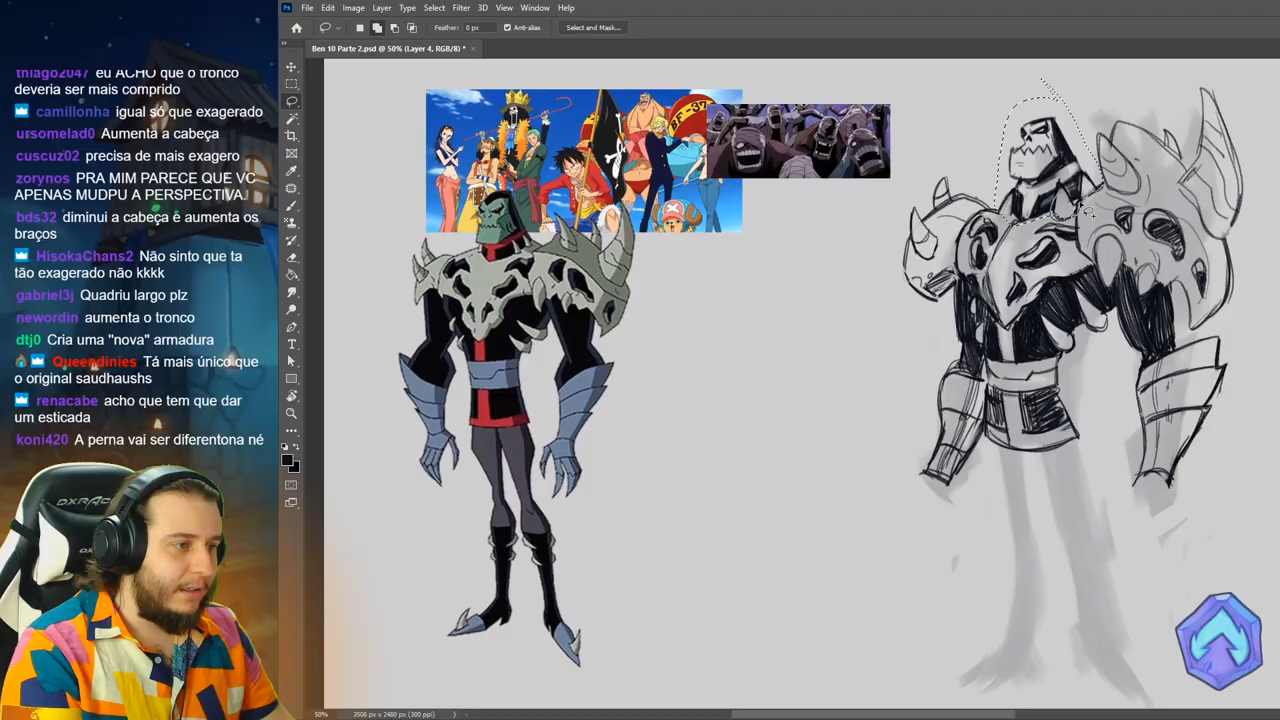 File Edit Image Layer Type Select Filter 3D View Window Help
Feather: 0 px Anti-alias Select and Mask...
Ben 10 Parte 2.psd @ 50% (Layer 4, RGB/8) * ×
thiago2047 eu ACHO que o tronco
deveria ser mais comprido
camillonha igual só que exagerado
ursomelad0 Aumenta a cabeça
cuscuz02 precisa de mais exagero
zorynos PRA MIM PARECE QUE VC
APENAS MUDPU A PERSPECTIVA.
bds32 diminui a cabeça e aumenta os
braços
HisokaChans2 Não sinto que ta
tão exagerado não kkkk
gabriel3j Quadriu largo plz
newordin aumenta o tronco
dtj0 Cria uma "nova" armadura
Queendinies Tá mais único que
o original saudhaushs
renacabe acho que tem que dar
um esticada
koni420 A perna vai ser diferentona né
BF-37
DXRACER
50% 3508 px x 2480 px (300 ppi)